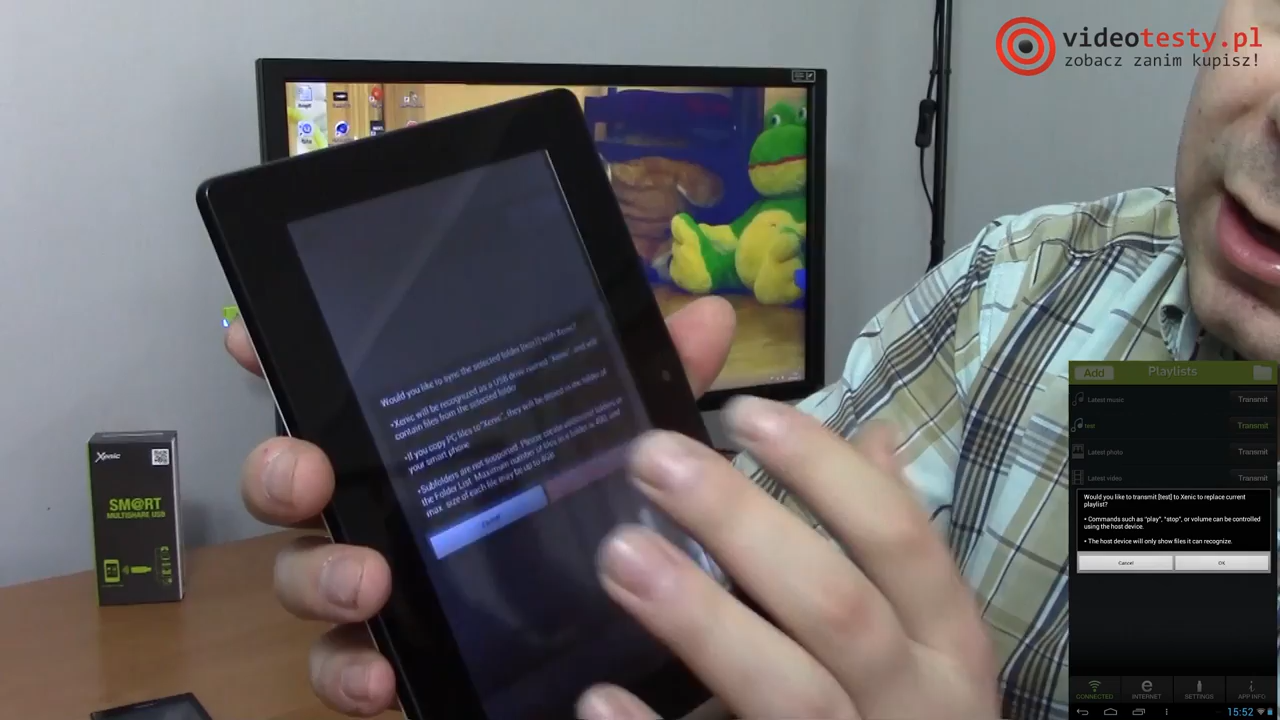 videotesty.pl
zobacz zanim kupisz!
Would you like to sync the selected folder [test] with Xenic?
•Xenic will be recognized as a USB drive named "Xenic", and will
contain files from the selected folder
•If you copy PC files to "Xenic", they will be stored in the folder of
your smart phone
•Subfolders are not supported. Please create additional folders in
the Folder List. Maximum number of files in a folder is 400, and
max. size of each file may be up to 4GB
Cancel
Xenic
SM@RT
MULTISHARE USB
Add
Playlists
Latest music
Transmit
test
Transmit
Latest photo
Transmit
Latest video
Transmit
Would you like to transmit [test] to Xenic to replace current
playlist?
• Commands such as "play", "stop", or volume can be controlled
using the host device.
• The host device will only show files it can recognize.
Cancel
OK
CONNECTED
INTERNET
SETTINGS
APP INFO
15:52